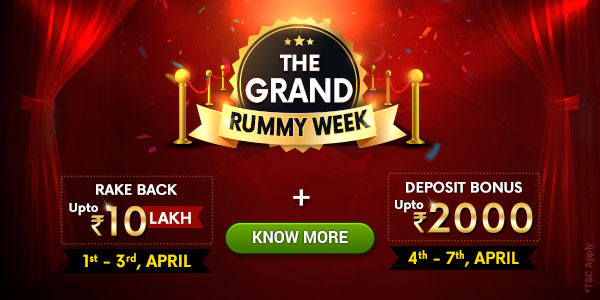 THE
GRAND
RUMMY WEEK
RAKE BACK
Upto ₹10 LAKH
1st - 3rd, APRIL
+
KNOW MORE
DEPOSIT BONUS
Upto ₹2000
4th - 7th, APRIL
*T&C Apply